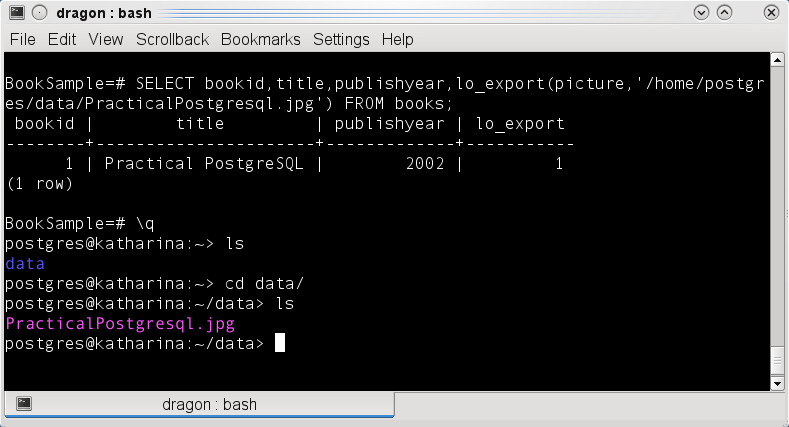 dragon : bash
File Edit View Scrollback Bookmarks Settings Help
BookSample=# SELECT bookid,title,publishyear,lo_export(picture,'/home/postgr
es/data/PracticalPostgresql.jpg') FROM books;
 bookid |        title         | publishyear | lo_export
--------+----------------------+-------------+-----------
      1 | Practical PostgreSQL |        2002 |         1
(1 row)
BookSample=# \q
postgres@katharina:~> ls
data
postgres@katharina:~> cd data/
postgres@katharina:~/data> ls
PracticalPostgresql.jpg
postgres@katharina:~/data>
dragon : bash